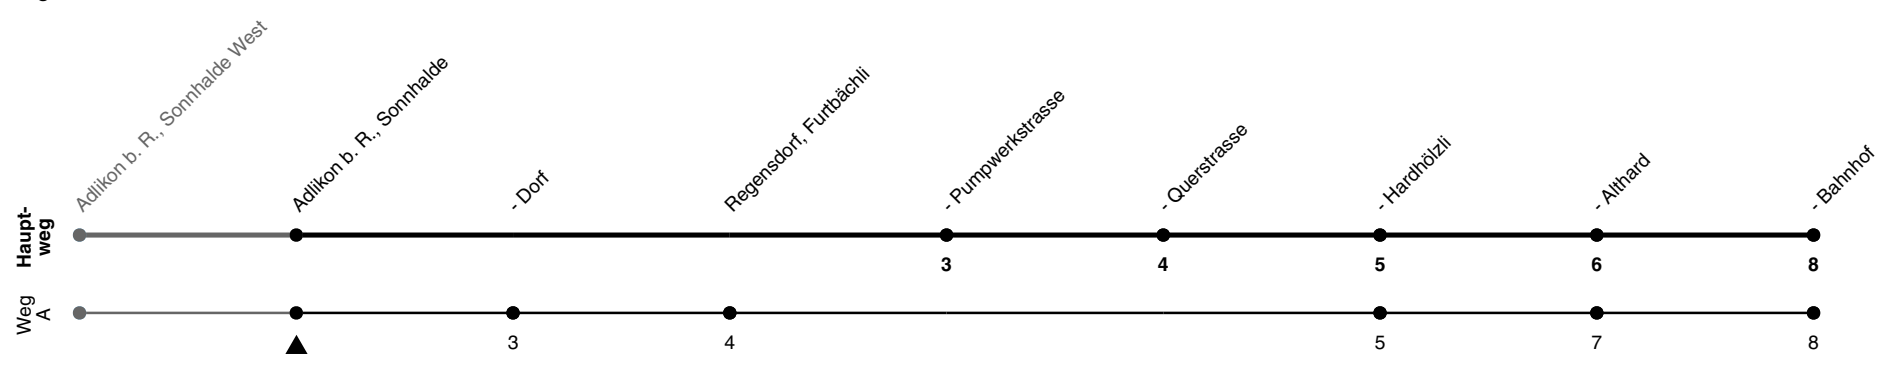 Adlikon b. R., Sonnhalde West
Adlikon b. R., Sonnhalde
- Dorf
Regensdorf, Furtbächli
- Pumpwerkstrasse
- Querstrasse
- Hardhölzli
- Althard
- Bahnhof
Haupt-
weg
3 4 5 6 8
Weg
A
3 4 5 7 8